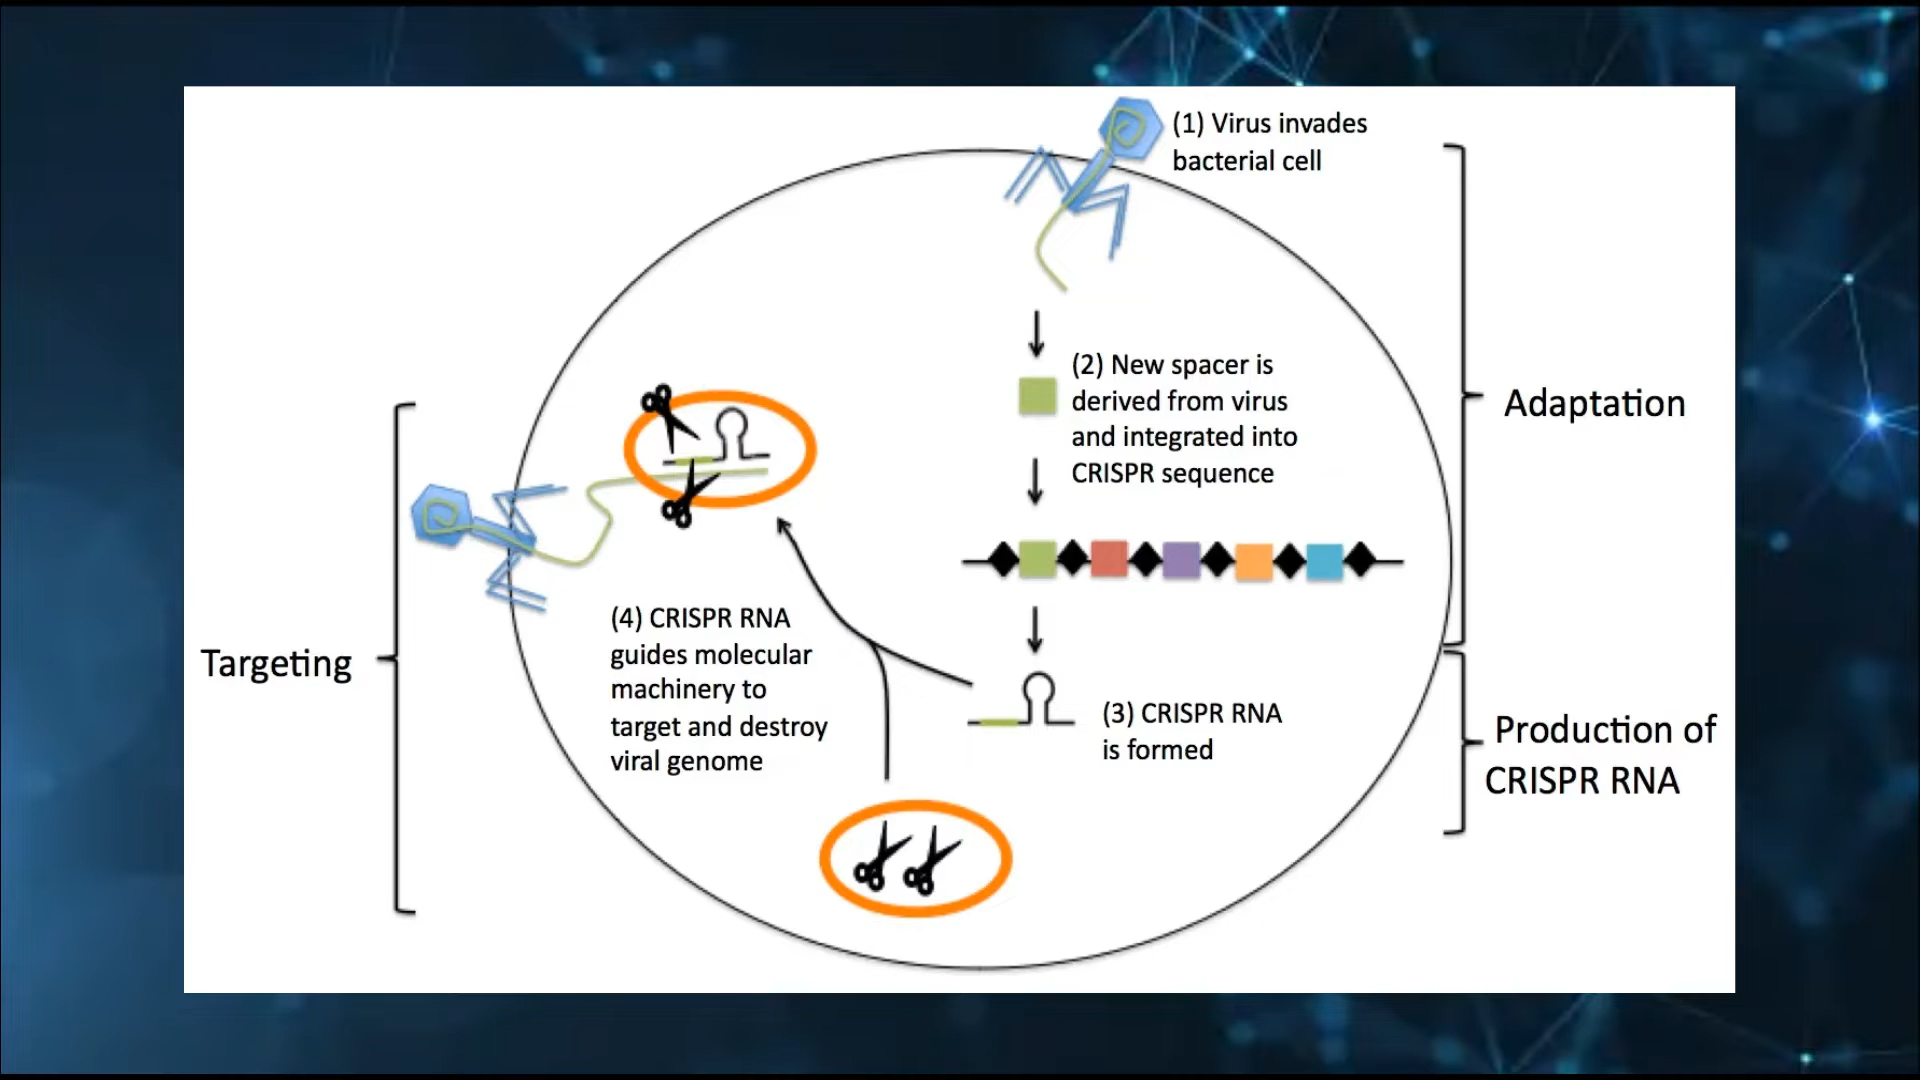 (1) Virus invades
bacterial cell
(2) New spacer is
derived from virus
and integrated into
CRISPR sequence
Adaptation
(3) CRISPR RNA
is formed
Production of
CRISPR RNA
(4) CRISPR RNA
guides molecular
machinery to
target and destroy
viral genome
Targeting